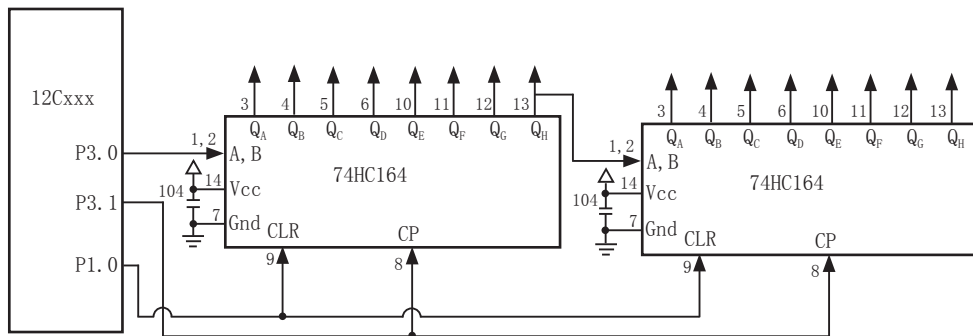 12Cxxx
P3.0
P3.1
P1.0
3 4 5 6 10 11 12 13
QA QB QC QD QE QF QG QH
1,2
A,B
74HC164
14
Vcc
104
7
Gnd
CLR
CP
9
8
3 4 5 6 10 11 12 13
QA QB QC QD QE QF QG QH
1,2
A,B
74HC164
14
Vcc
104
7
Gnd
CLR
CP
9
8